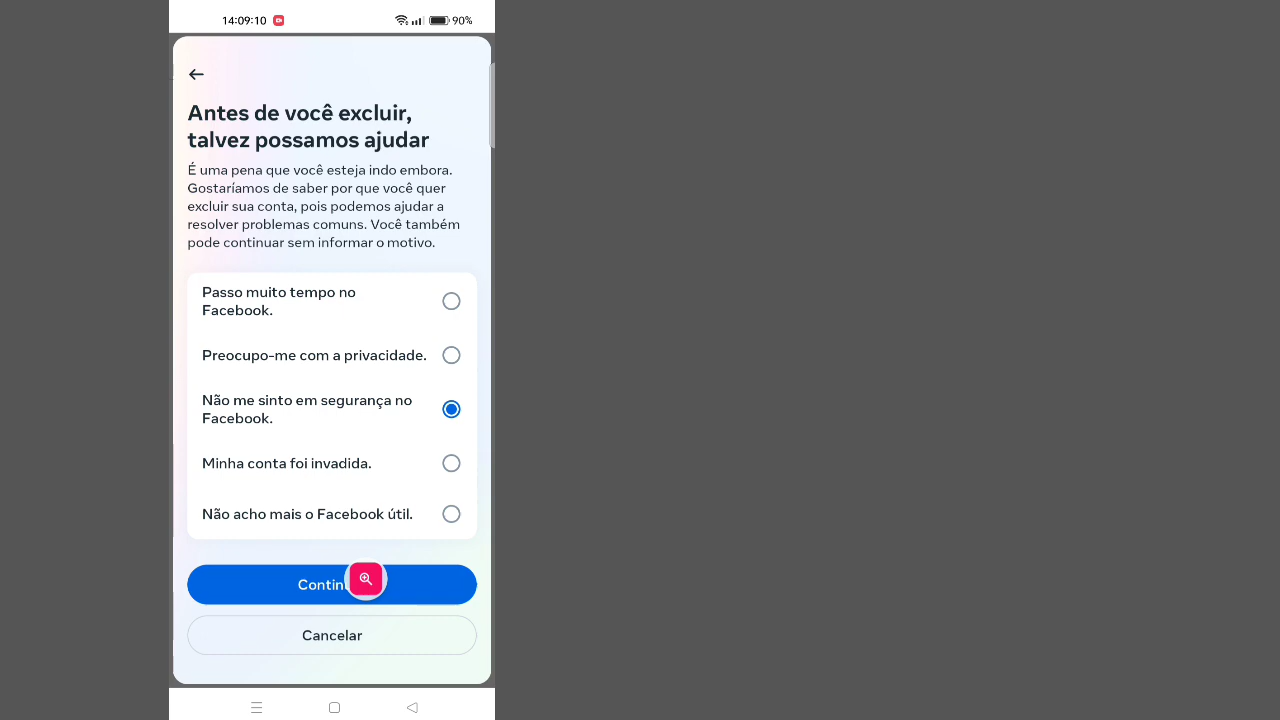 14:09:10
90%
Antes de você excluir,
talvez possamos ajudar
É uma pena que você esteja indo embora.
Gostaríamos de saber por que você quer
excluir sua conta, pois podemos ajudar a
resolver problemas comuns. Você também
pode continuar sem informar o motivo.
Passo muito tempo no
Facebook.
Preocupo-me com a privacidade.
Não me sinto em segurança no
Facebook.
Minha conta foi invadida.
Não acho mais o Facebook útil.
Contin
Cancelar